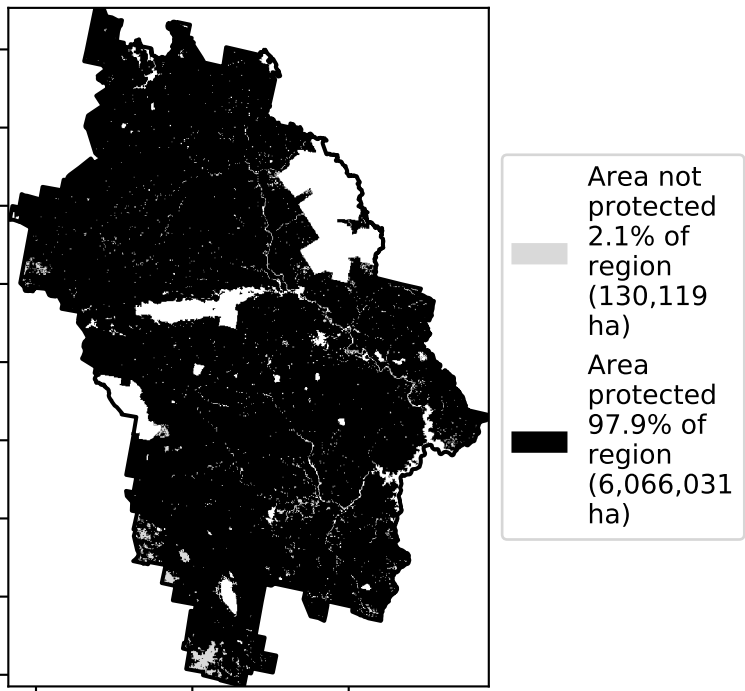 Area not
protected
2.1% of
region
(130,119
ha)
Area
protected
97.9% of
region
(6,066,031
ha)